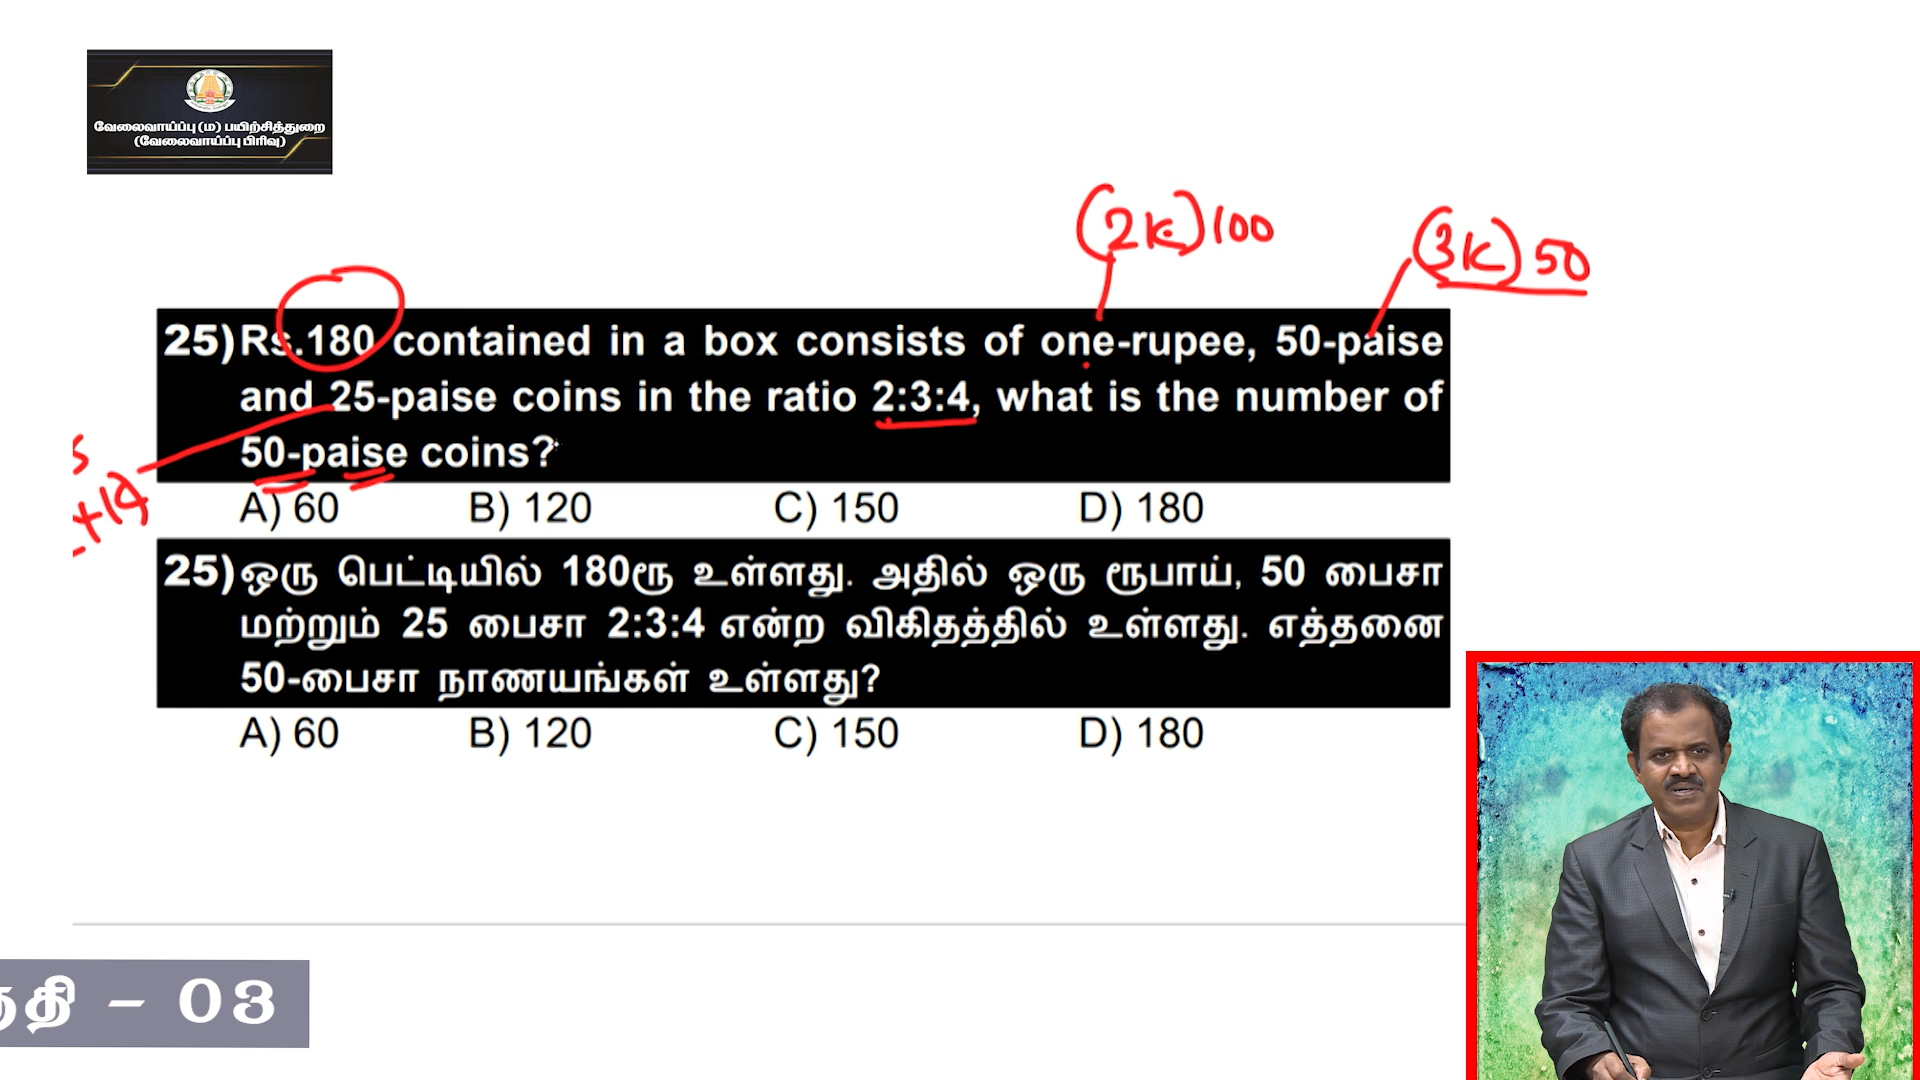 வேலைவாய்ப்பு (ம) பயிற்சித்துறை
(வேலைவாய்ப்பு பிரிவு)
(2k)100
(3k)50
25) Rs.180 contained in a box consists of one-rupee, 50-paise
and 25-paise coins in the ratio 2:3:4, what is the number of
50-paise coins?
A) 60 B) 120 C) 150 D) 180
25) ஒரு பெட்டியில் 180ரூ உள்ளது. அதில் ஒரு ரூபாய், 50 பைசா
மற்றும் 25 பைசா 2:3:4 என்ற விகிதத்தில் உள்ளது. எத்தனை
50-பைசா நாணயங்கள் உள்ளது?
A) 60 B) 120 C) 150 D) 180
– 03